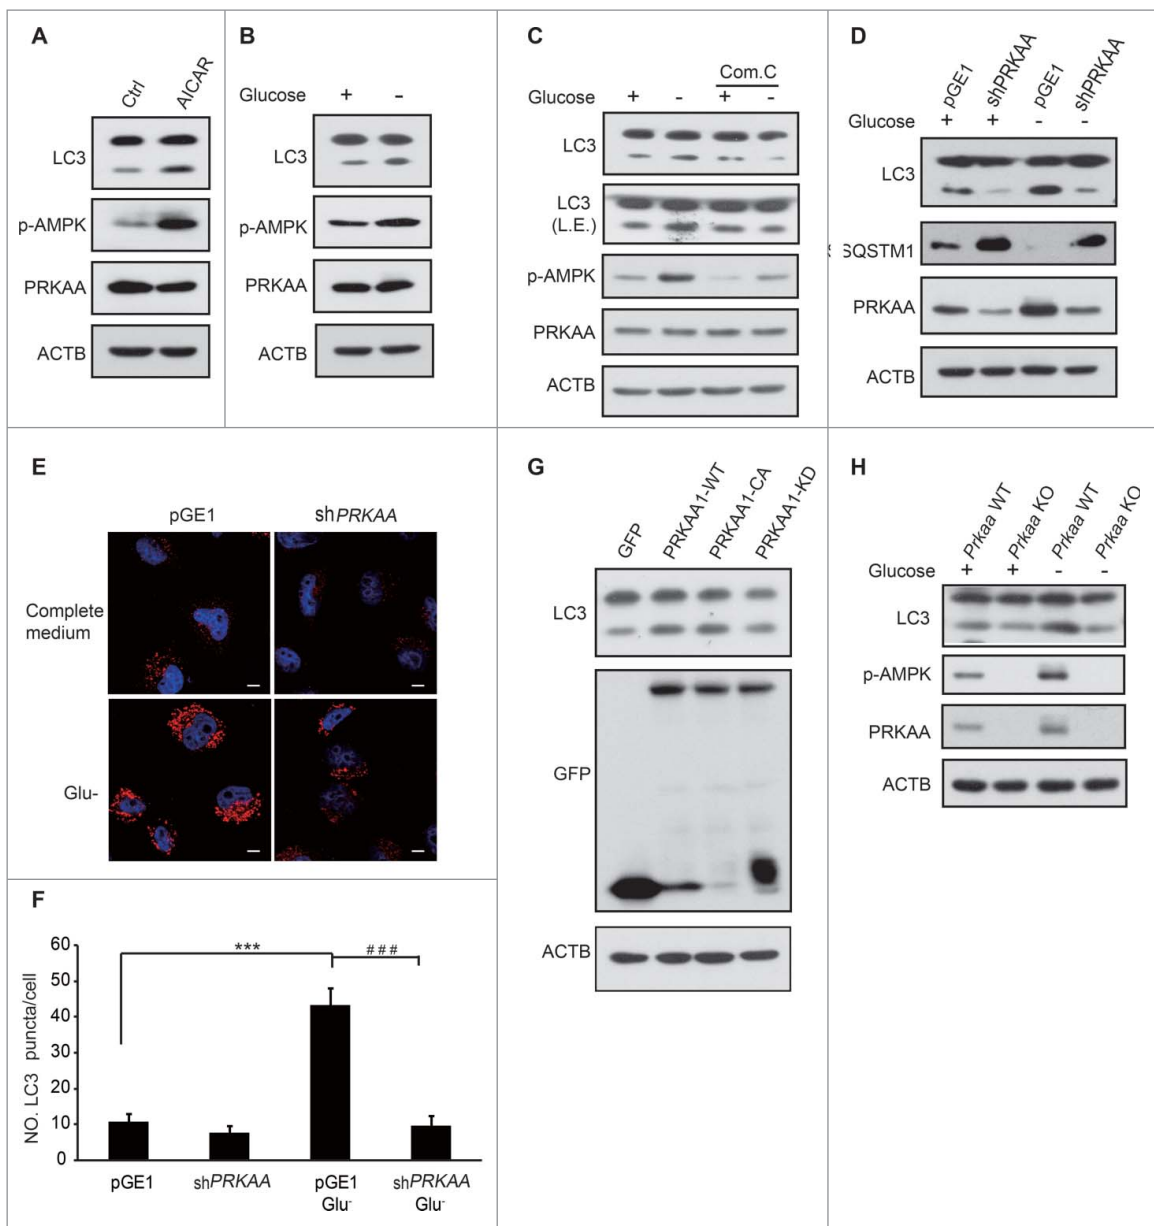 A
Ctrl
AICAR
LC3
p-AMPK
PRKAA
ACTB
B
Glucose + -
LC3
p-AMPK
PRKAA
ACTB
C
Com.C
Glucose + - + -
LC3
LC3
(L.E.)
p-AMPK
PRKAA
ACTB
D
pGE1
shPRKAA
pGE1
shPRKAA
Glucose + + - -
LC3
SQSTM1
PRKAA
ACTB
E
pGE1 shPRKAA
Complete
medium
Glu-
F
NO. LC3 puncta/cell
60
50
40
30
20
10
0
***
###
pGE1 shPRKAA pGE1 shPRKAA
Glu- Glu-
G
GFP
PRKAA1-WT
PRKAA1-CA
PRKAA1-KD
LC3
GFP
ACTB
H
Prkaa WT
Prkaa KO
Prkaa WT
Prkaa KO
Glucose + + - -
LC3
p-AMPK
PRKAA
ACTB